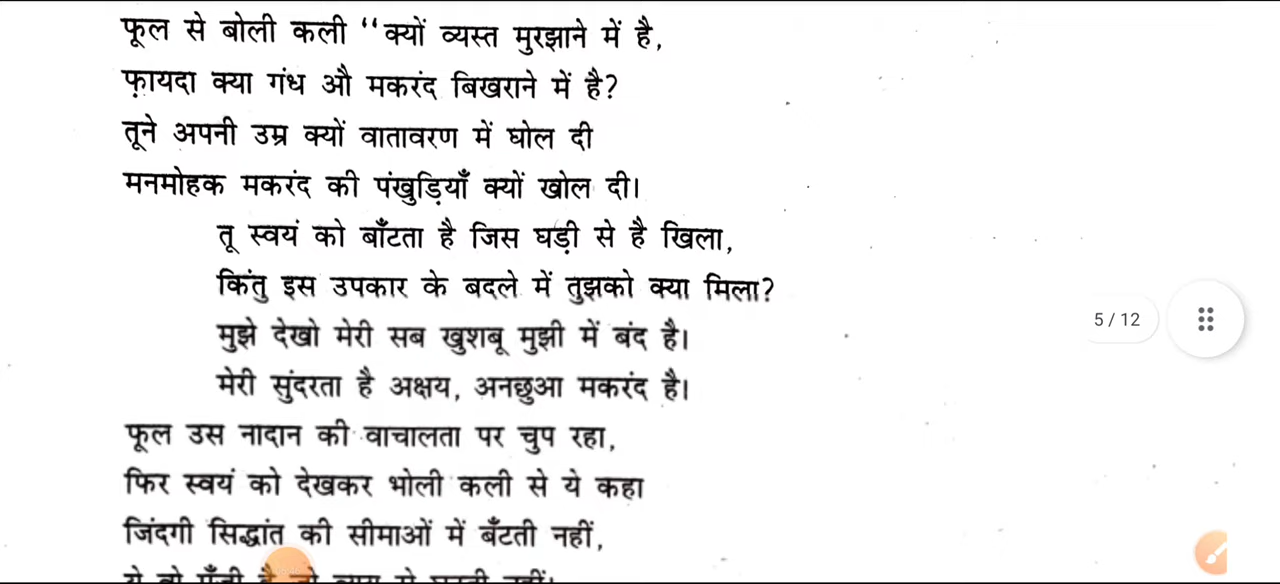 फूल से बोली कली “क्यों व्यस्त मुरझाने में है,
फ़ायदा क्या गंध औ मकरंद बिखराने में है?
तूने अपनी उम्र क्यों वातावरण में घोल दी
मनमोहक मकरंद की पंखुड़ियाँ क्यों खोल दी।
तू स्वयं को बाँटता है जिस घड़ी से है खिला,
किंतु इस उपकार के बदले में तुझको क्या मिला?
मुझे देखो मेरी सब खुशबू मुझी में बंद है।
मेरी सुंदरता है अक्षय, अनछुआ मकरंद है।
फूल उस नादान की वाचालता पर चुप रहा,
फिर स्वयं को देखकर भोली कली से ये कहा
जिंदगी सिद्धांत की सीमाओं में बँटती नहीं,
5 / 12